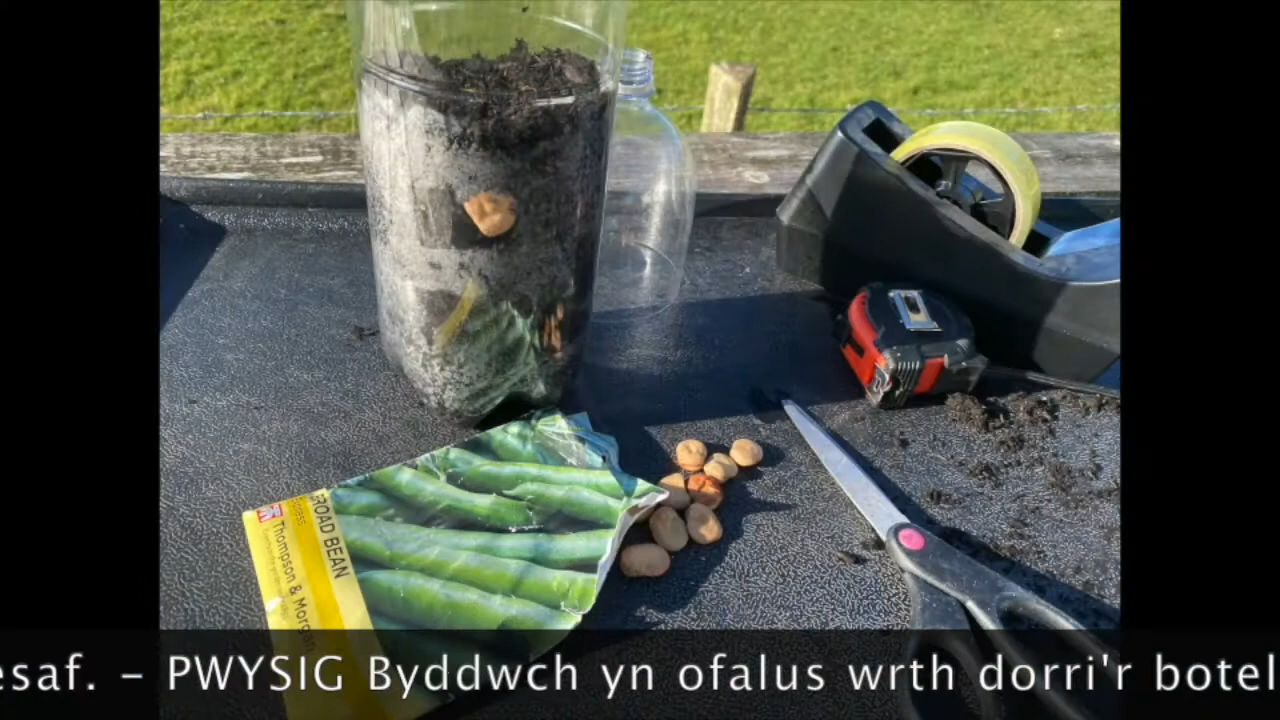 BROAD BEAN
Thompson & Morgan
esaf. – PWYSIG Byddwch yn ofalus wrth dorri'r botel